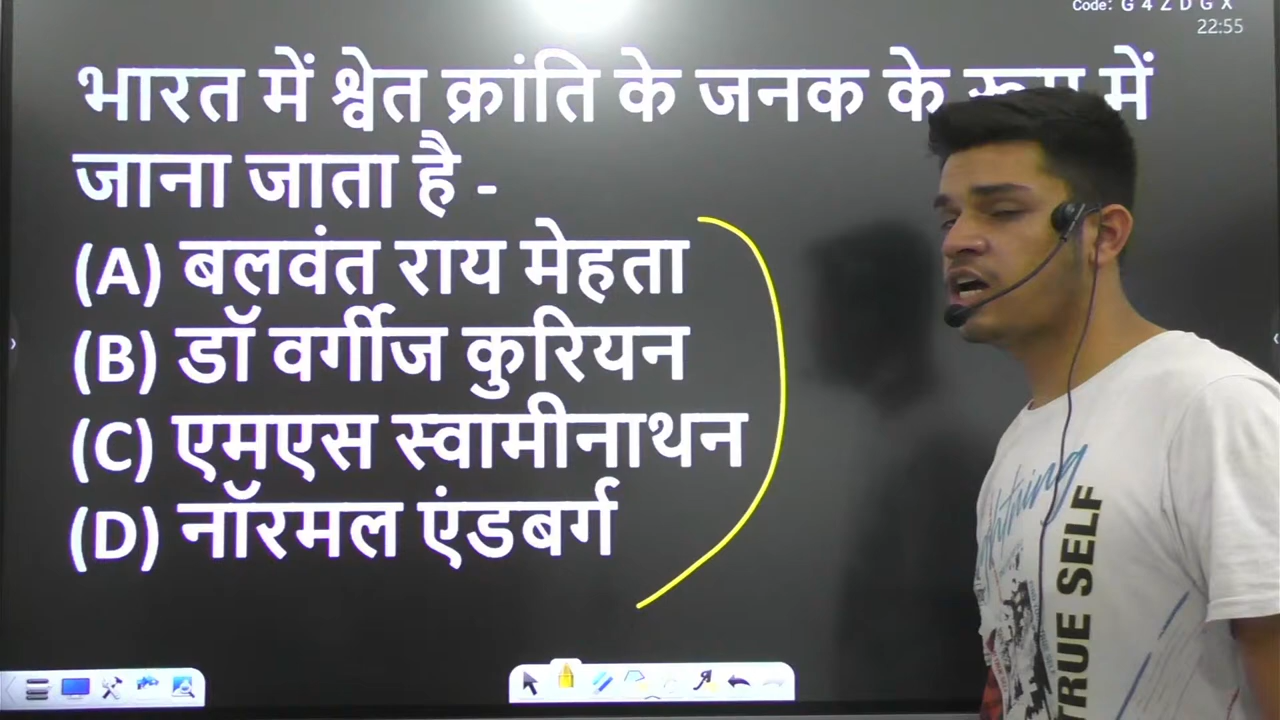 Code: G 4 Z D G X
22:55
भारत में श्वेत क्रांति के जनक के रूप में
जाना जाता है -
(A) बलवंत राय मेहता
(B) डॉ वर्गीज कुरियन
(C) एमएस स्वामीनाथन
(D) नॉरमल एंडबर्ग
TRUE SELF